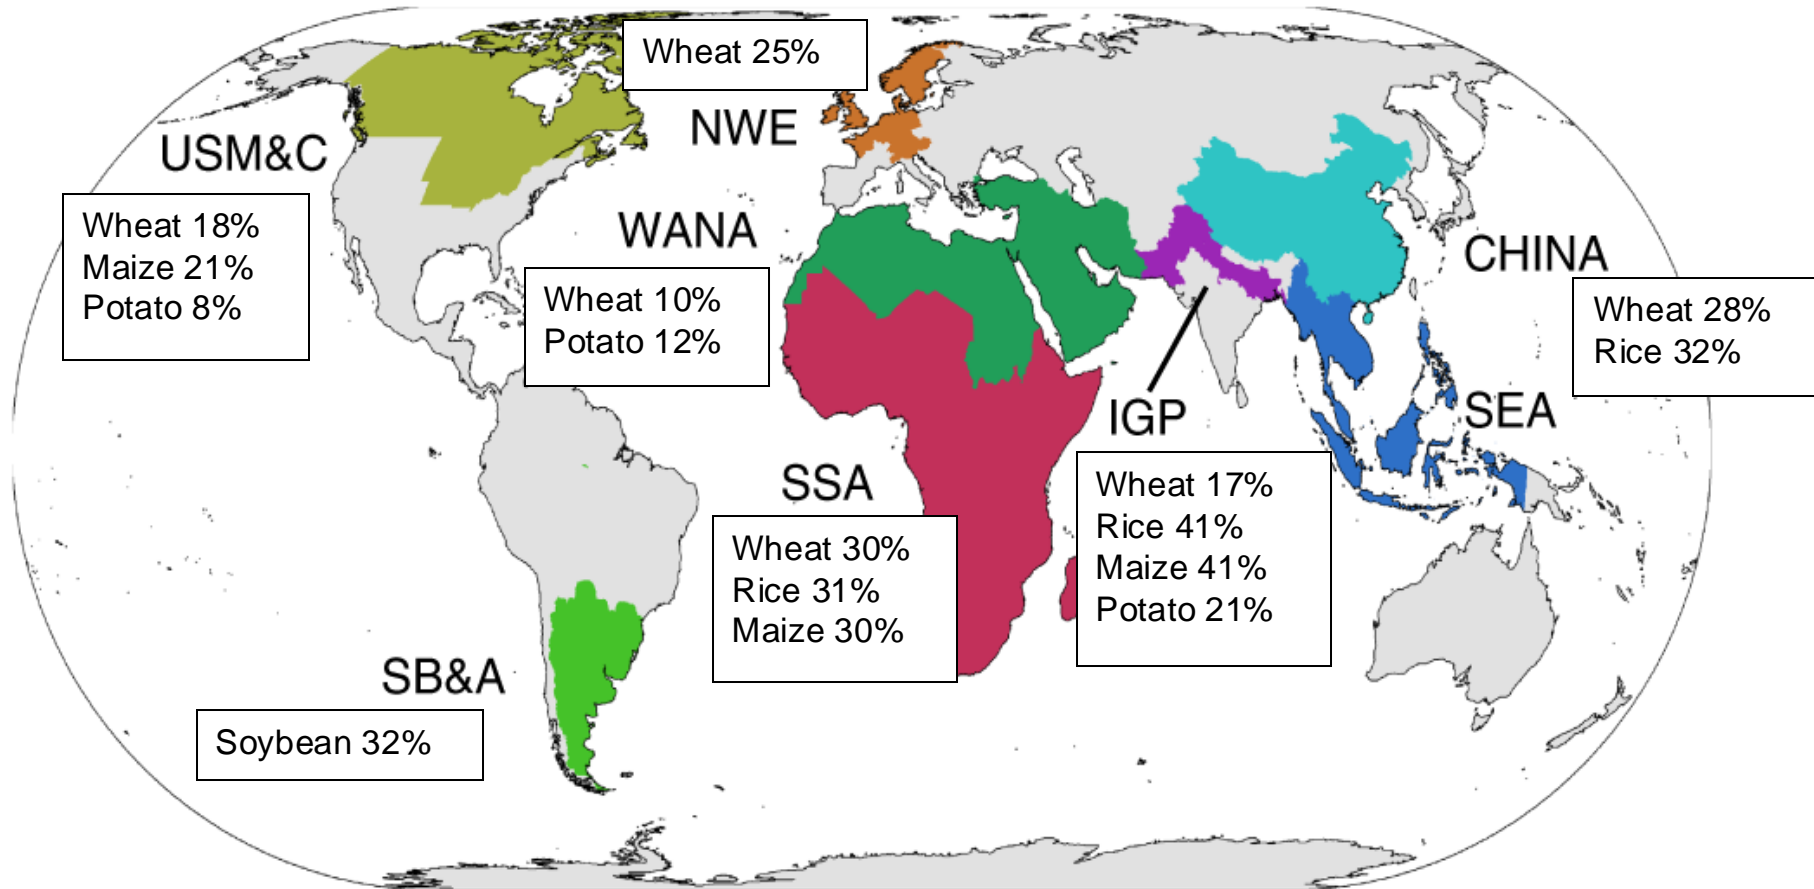 Wheat 25%
NWE
USM&C
Wheat 18%
Maize 21%
Potato 8%
WANA
Wheat 10%
Potato 12%
CHINA
Wheat 28%
Rice 32%
SEA
IGP
Wheat 17%
Rice 41%
Maize 41%
Potato 21%
SSA
Wheat 30%
Rice 31%
Maize 30%
SB&A
Soybean 32%